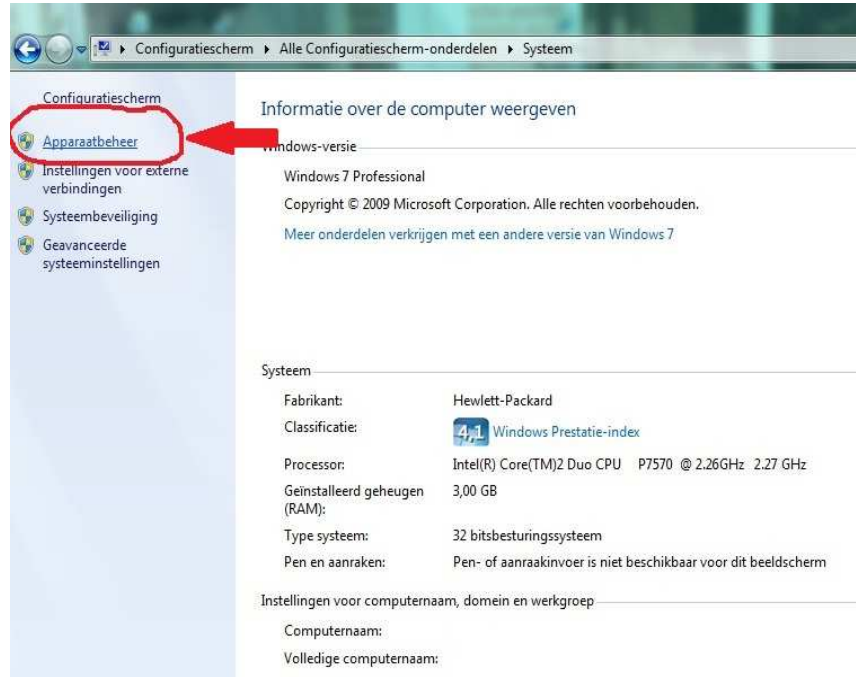 Configuratiescherm ▸ Alle Configuratiescherm-onderdelen ▸ Systeem
Configuratiescherm
Apparaatbeheer
Instellingen voor externe
verbindingen
Systeembeveiliging
Geavanceerde
systeeminstellingen
Informatie over de computer weergeven
Windows-versie
Windows 7 Professional
Copyright © 2009 Microsoft Corporation. Alle rechten voorbehouden.
Meer onderdelen verkrijgen met een andere versie van Windows 7
Systeem
Fabrikant: Hewlett-Packard
Classificatie: 4,1 Windows Prestatie-index
Processor: Intel(R) Core(TM)2 Duo CPU P7570 @ 2.26GHz 2.27 GHz
Geïnstalleerd geheugen 3,00 GB
(RAM):
Type systeem: 32 bitsbesturingssysteem
Pen en aanraken: Pen- of aanraakinvoer is niet beschikbaar voor dit beeldscherm
Instellingen voor computernaam, domein en werkgroep
Computernaam:
Volledige computernaam: